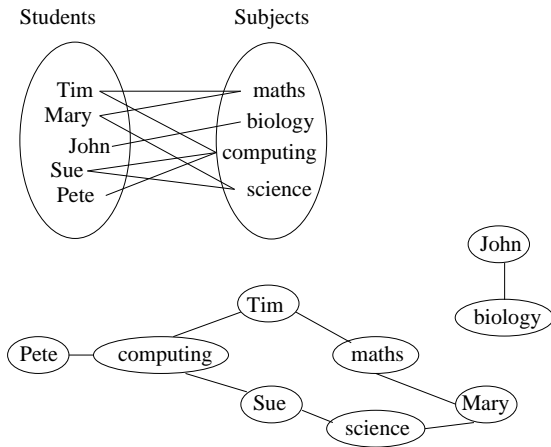 Students Subjects
Tim maths
Mary biology
John computing
Sue science
Pete
John
biology
Tim
Pete computing maths
Sue Mary
science